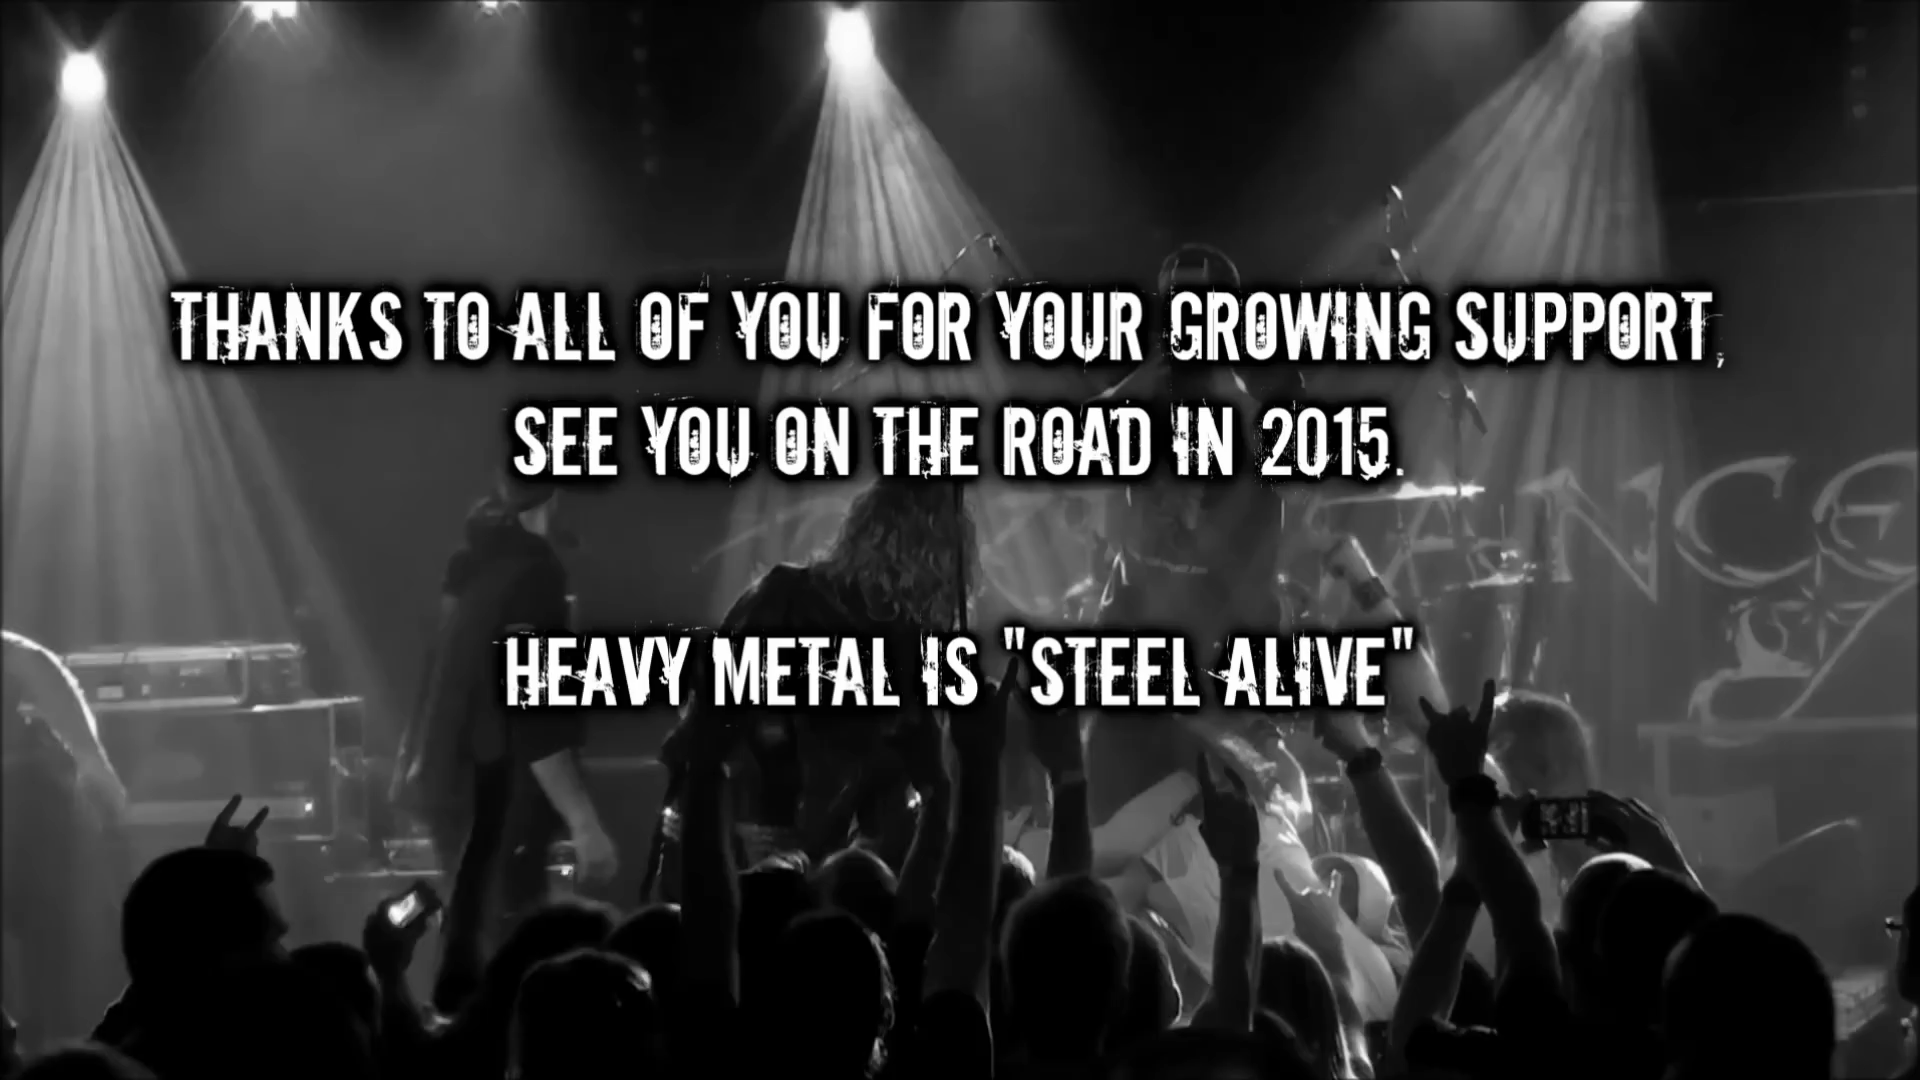 THANKS TO ALL OF YOU FOR YOUR GROWING SUPPORT,
SEE YOU ON THE ROAD IN 2015.
HEAVY METAL IS "STEEL ALIVE"